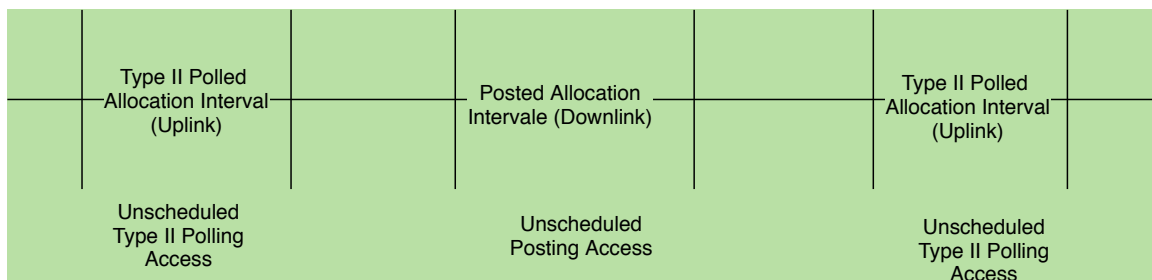 Type II Polled
Allocation Interval
(Uplink)
Posted Allocation
Intervale (Downlink)
Type II Polled
Allocation Interval
(Uplink)
Unscheduled
Type II Polling
Access
Unscheduled
Posting Access
Unscheduled
Type II Polling
Access